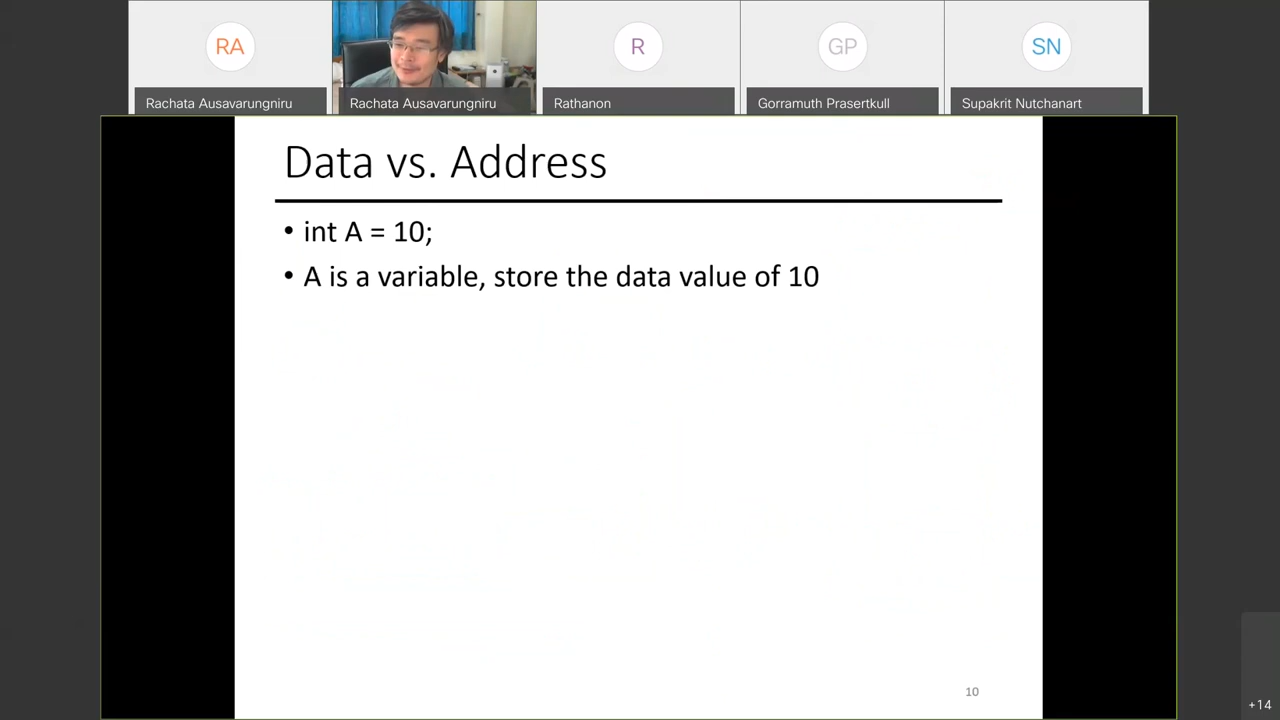 RA
R
GP
SN
Rachata Ausavarungniru
Rachata Ausavarungniru
Rathanon
Gorramuth Prasertkull
Supakrit Nutchanart
Data vs. Address
• int A = 10;
• A is a variable, store the data value of 10
10
+14